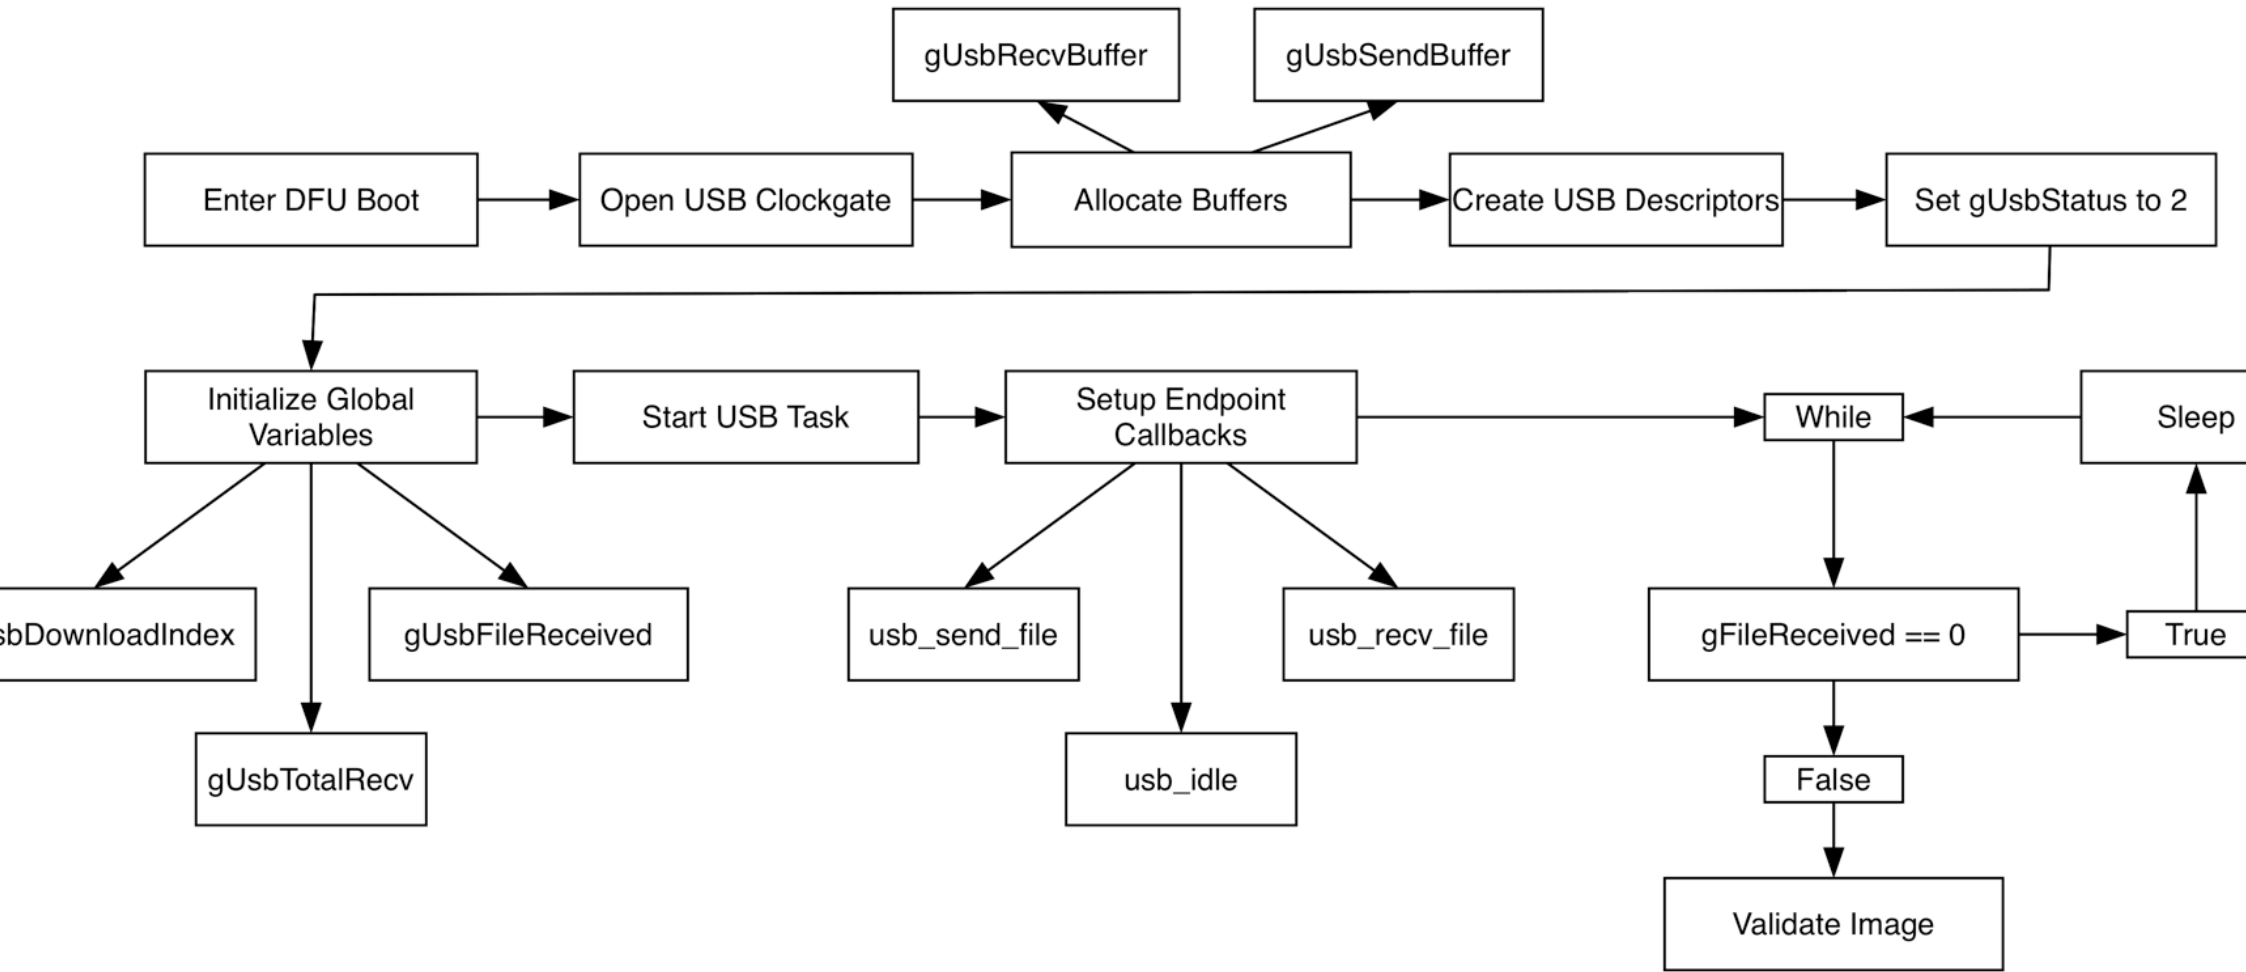 gUsbRecvBuffer
gUsbSendBuffer
Enter DFU Boot
Open USB Clockgate
Allocate Buffers
Create USB Descriptors
Set gUsbStatus to 2
Initialize Global
Variables
Start USB Task
Setup Endpoint
Callbacks
While
Sleep
sbDownloadIndex
gUsbFileReceived
usb_send_file
usb_recv_file
gFileReceived == 0
True
gUsbTotalRecv
usb_idle
False
Validate Image